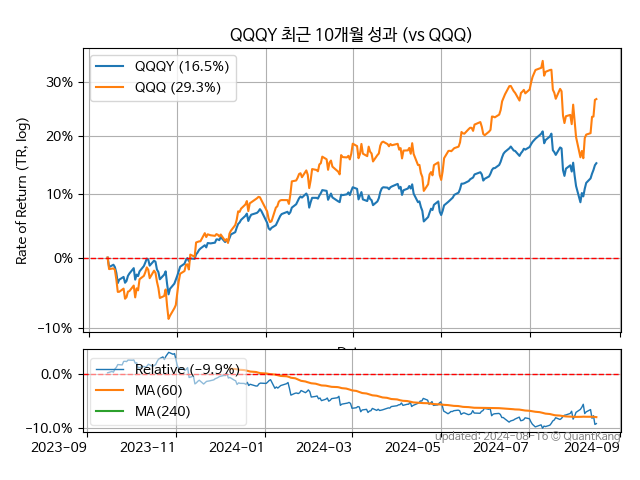 QQQY 최근 10개월 성과 (vs QQQ)
QQQY (16.5%)
QQQ (29.3%)
Rate of Return (TR, log)
30%
20%
10%
0%
−10%
Relative (−9.9%)
MA(60)
MA(240)
0.0%
−10.0%
updated: 2024-08-16 © QuantKang
2023-09
2023-11
2024-01
2024-03
2024-05
2024-07
2024-09